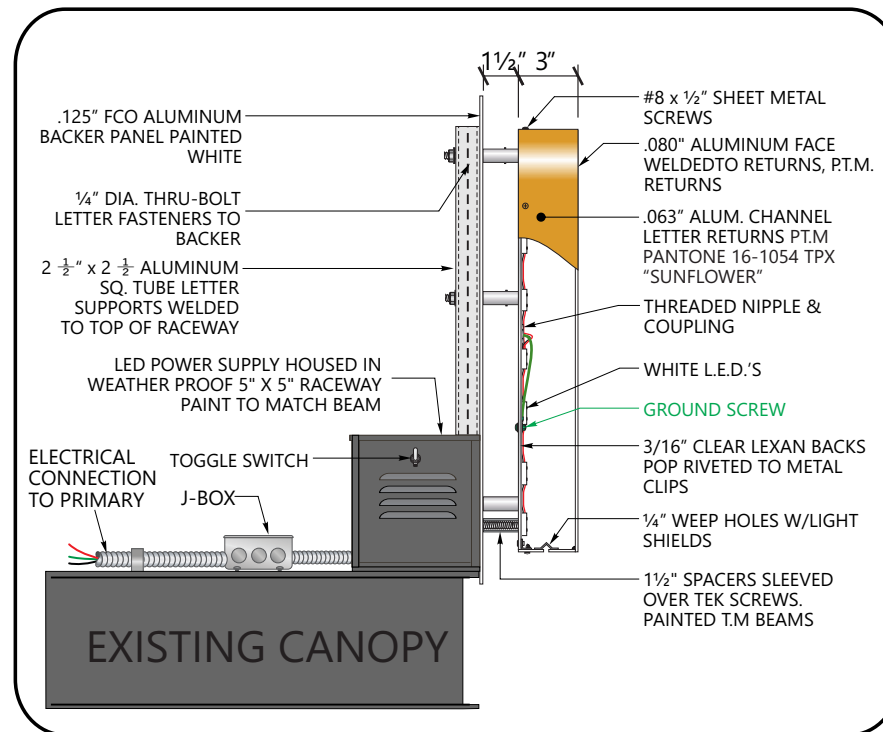 1½" 3"
.125" FCO ALUMINUM
BACKER PANEL PAINTED
WHITE
¼" DIA. THRU-BOLT
LETTER FASTENERS TO
BACKER
2 ½" x 2 ½ ALUMINUM
SQ. TUBE LETTER
SUPPORTS WELDED
TO TOP OF RACEWAY
LED POWER SUPPLY HOUSED IN
WEATHER PROOF 5" X 5" RACEWAY
PAINT TO MATCH BEAM
ELECTRICAL
CONNECTION
TO PRIMARY
TOGGLE SWITCH
J-BOX
#8 x ½" SHEET METAL
SCREWS
.080" ALUMINUM FACE
WELDEDTO RETURNS, P.T.M.
RETURNS
.063" ALUM. CHANNEL
LETTER RETURNS PT.M
PANTONE 16-1054 TPX
"SUNFLOWER"
THREADED NIPPLE &
COUPLING
WHITE L.E.D.'S
GROUND SCREW
3/16" CLEAR LEXAN BACKS
POP RIVETED TO METAL
CLIPS
¼" WEEP HOLES W/LIGHT
SHIELDS
1½" SPACERS SLEEVED
OVER TEK SCREWS.
PAINTED T.M BEAMS
EXISTING CANOPY